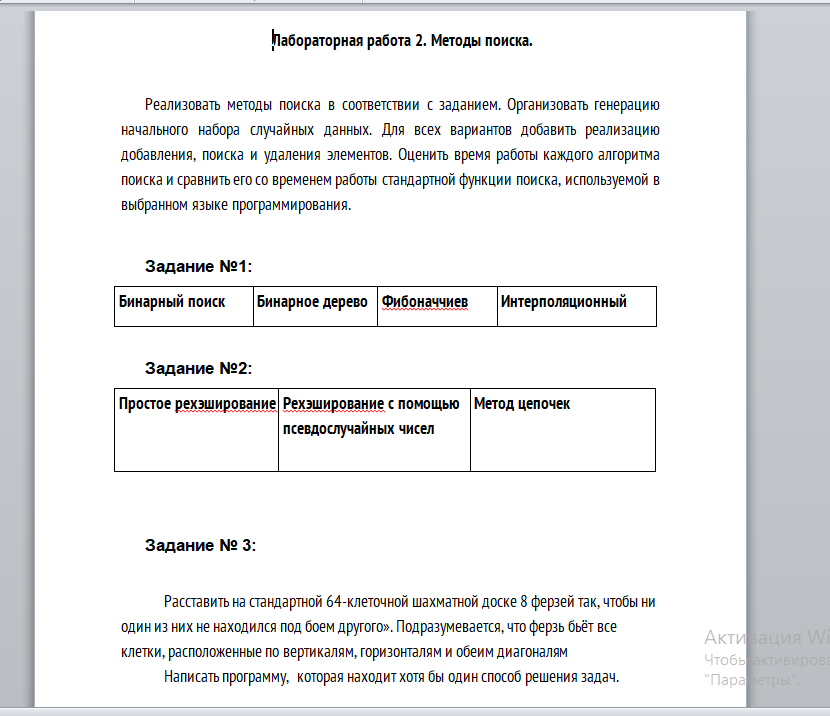 Лабораторная работа 2. Методы поиска.
Реализовать методы поиска в соответствии с заданием. Организовать генерацию
начального набора случайных данных. Для всех вариантов добавить реализацию
добавления, поиска и удаления элементов. Оценить время работы каждого алгоритма
поиска и сравнить его со временем работы стандартной функции поиска, используемой в
выбранном языке программирования.
Задание №1:
Бинарный поиск Бинарное дерево Фибоначчиев Интерполяционный
Задание №2:
Простое рехэширование Рехэширование с помощью Метод цепочек
псевдослучайных чисел
Задание № 3:
Расставить на стандартной 64-клеточной шахматной доске 8 ферзей так, чтобы ни
один из них не находился под боем другого». Подразумевается, что ферзь бьёт все
клетки, расположенные по вертикалям, горизонталям и обеим диагоналям
Написать программу, которая находит хотя бы один способ решения задач.
Активация Wi
Чтобы активирова
"Параметры".